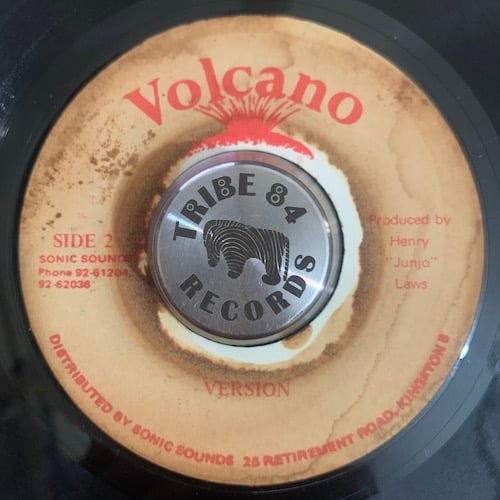 Volcano
TRIBE 84
RECORDS
SIDE 2
SONIC SOUNDS
Phone 92-61204,
92-62036
Produced by
Henry
"Junjo"
Laws
VERSION
DISTRIBUTED BY SONIC SOUNDS 25 RETIREMENT ROAD, KINGSTON 5